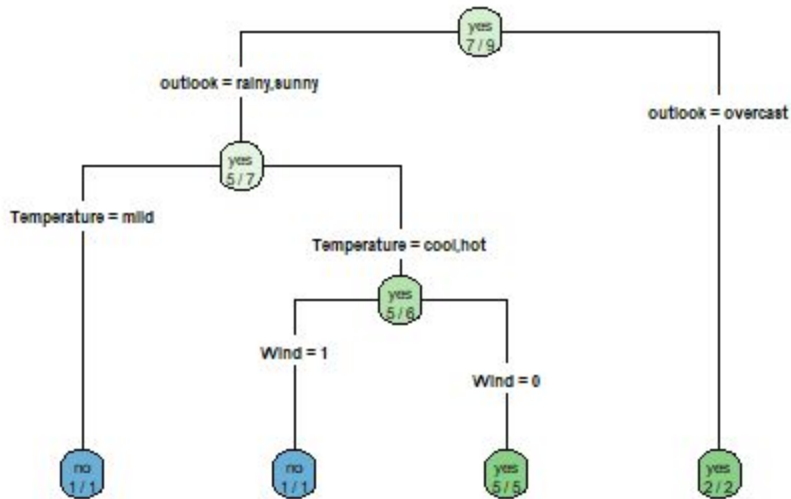 yes
7 / 9
outlook = rainy,sunny
outlook = overcast
yes
5 / 7
Temperature = mild
Temperature = cool,hot
yes
5 / 6
Wind = 1
Wind = 0
no
1 / 1
no
1 / 1
yes
5 / 5
yes
2 / 2